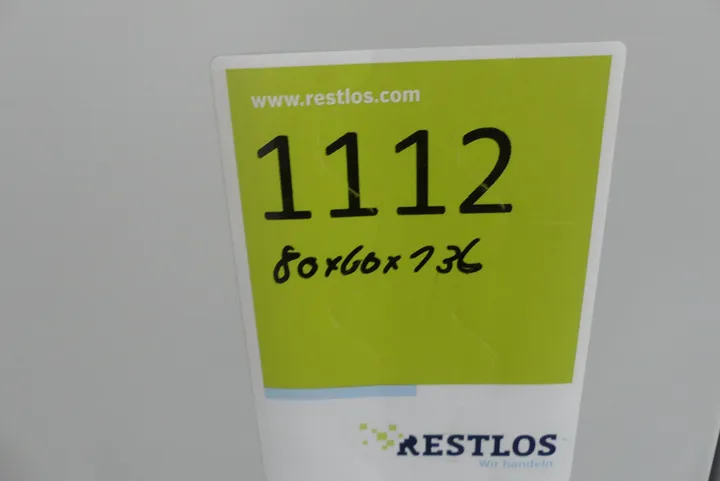 www.restlos.com
1112
80x60x136
RESTLOS
Wir handeln